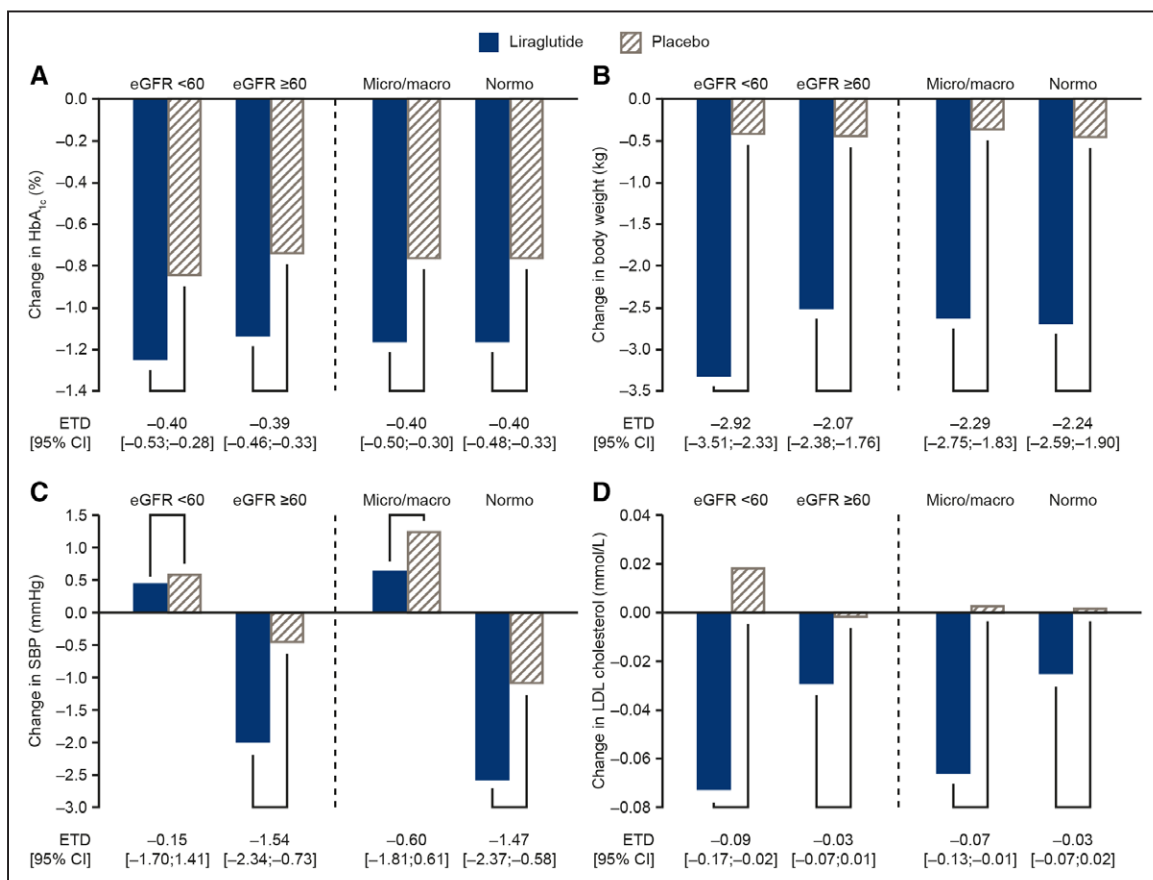 Liraglutide Placebo
A
eGFR <60 eGFR ≥60 Micro/macro Normo
Change in HbA1c (%)
0.0
–0.2
–0.4
–0.6
–0.8
–1.0
–1.2
–1.4
ETD –0.40 –0.39 –0.40 –0.40
[95% CI] [–0.53;–0.28] [–0.46;–0.33] [–0.50;–0.30] [–0.48;–0.33]
B
eGFR <60 eGFR ≥60 Micro/macro Normo
Change in body weight (kg)
0.0
–0.5
–1.0
–1.5
–2.0
–2.5
–3.0
–3.5
ETD –2.92 –2.07 –2.29 –2.24
[95% CI] [–3.51;–2.33] [–2.38;–1.76] [–2.75;–1.83] [–2.59;–1.90]
C
eGFR <60 eGFR ≥60 Micro/macro Normo
Change in SBP (mmHg)
1.5
1.0
0.5
0.0
–0.5
–1.0
–1.5
–2.0
–2.5
–3.0
ETD –0.15 –1.54 –0.60 –1.47
[95% CI] [–1.70;1.41] [–2.34;–0.73] [–1.81;0.61] [–2.37;–0.58]
D
eGFR <60 eGFR ≥60 Micro/macro Normo
Change in LDL cholesterol (mmol/L)
0.04
0.02
0.00
–0.02
–0.04
–0.06
–0.08
ETD –0.09 –0.03 –0.07 –0.03
[95% CI] [–0.17;–0.02] [–0.07;0.01] [–0.13;–0.01] [–0.07;0.02]